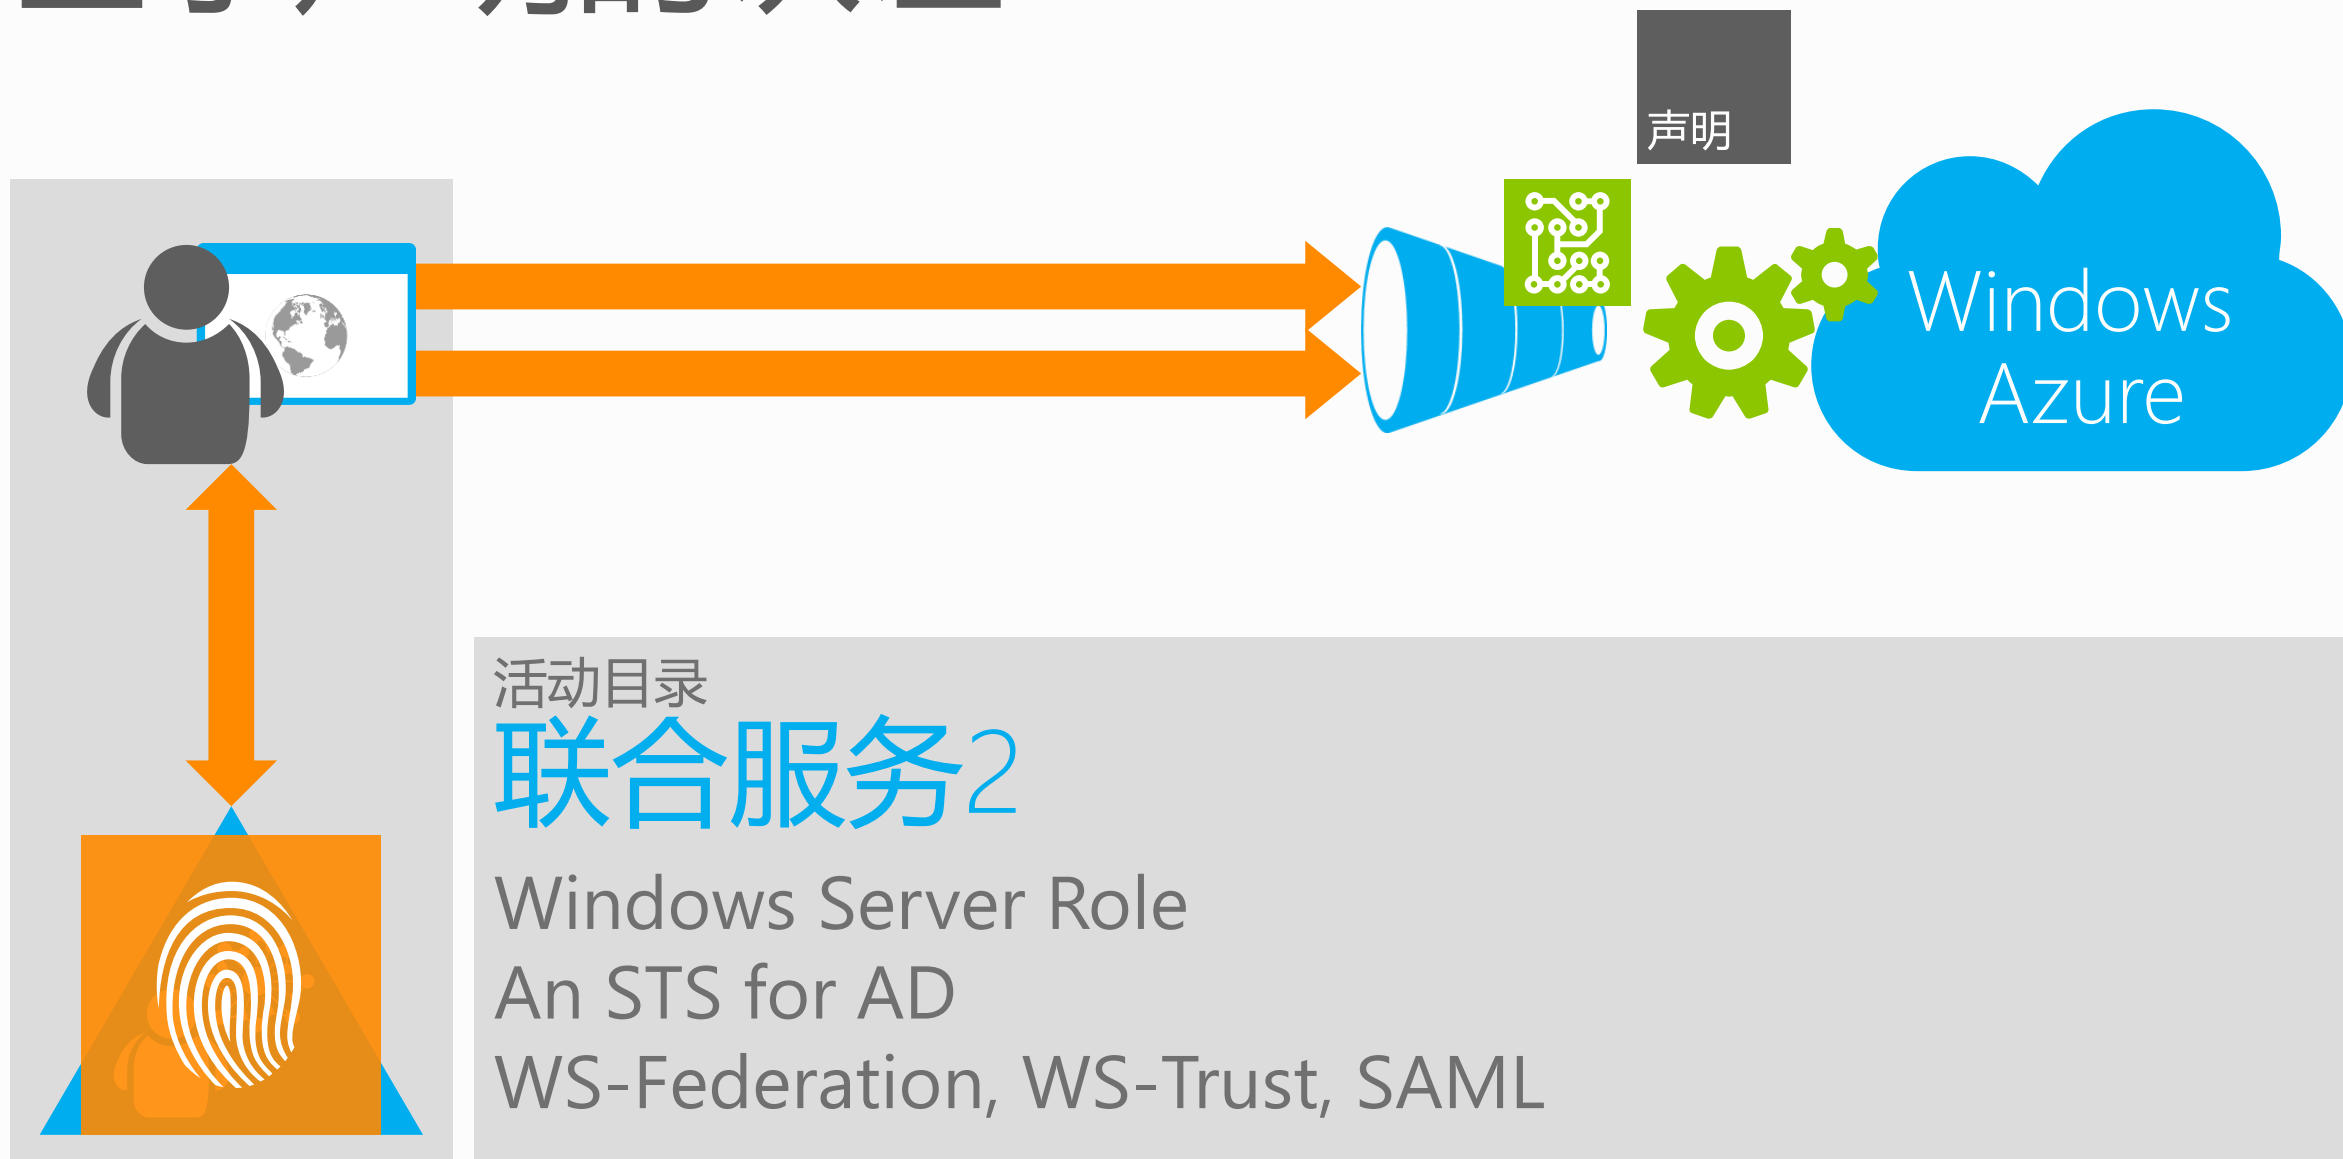 声明
Windows
Azure
活动目录
联合服务2
Windows Server Role
An STS for AD
WS-Federation, WS-Trust, SAML